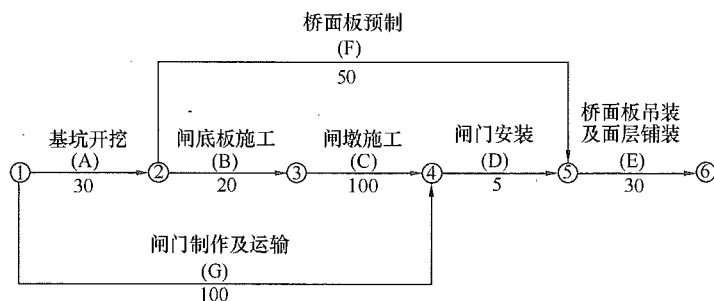 桥面板预制
(F)
50
基坑开挖
(A)
30
闸底板施工
(B)
20
闸墩施工
(C)
100
闸门安装
(D)
5
桥面板吊装
及面层铺装
(E)
30
① ② ③ ④ ⑤ ⑥
闸门制作及运输
(G)
100